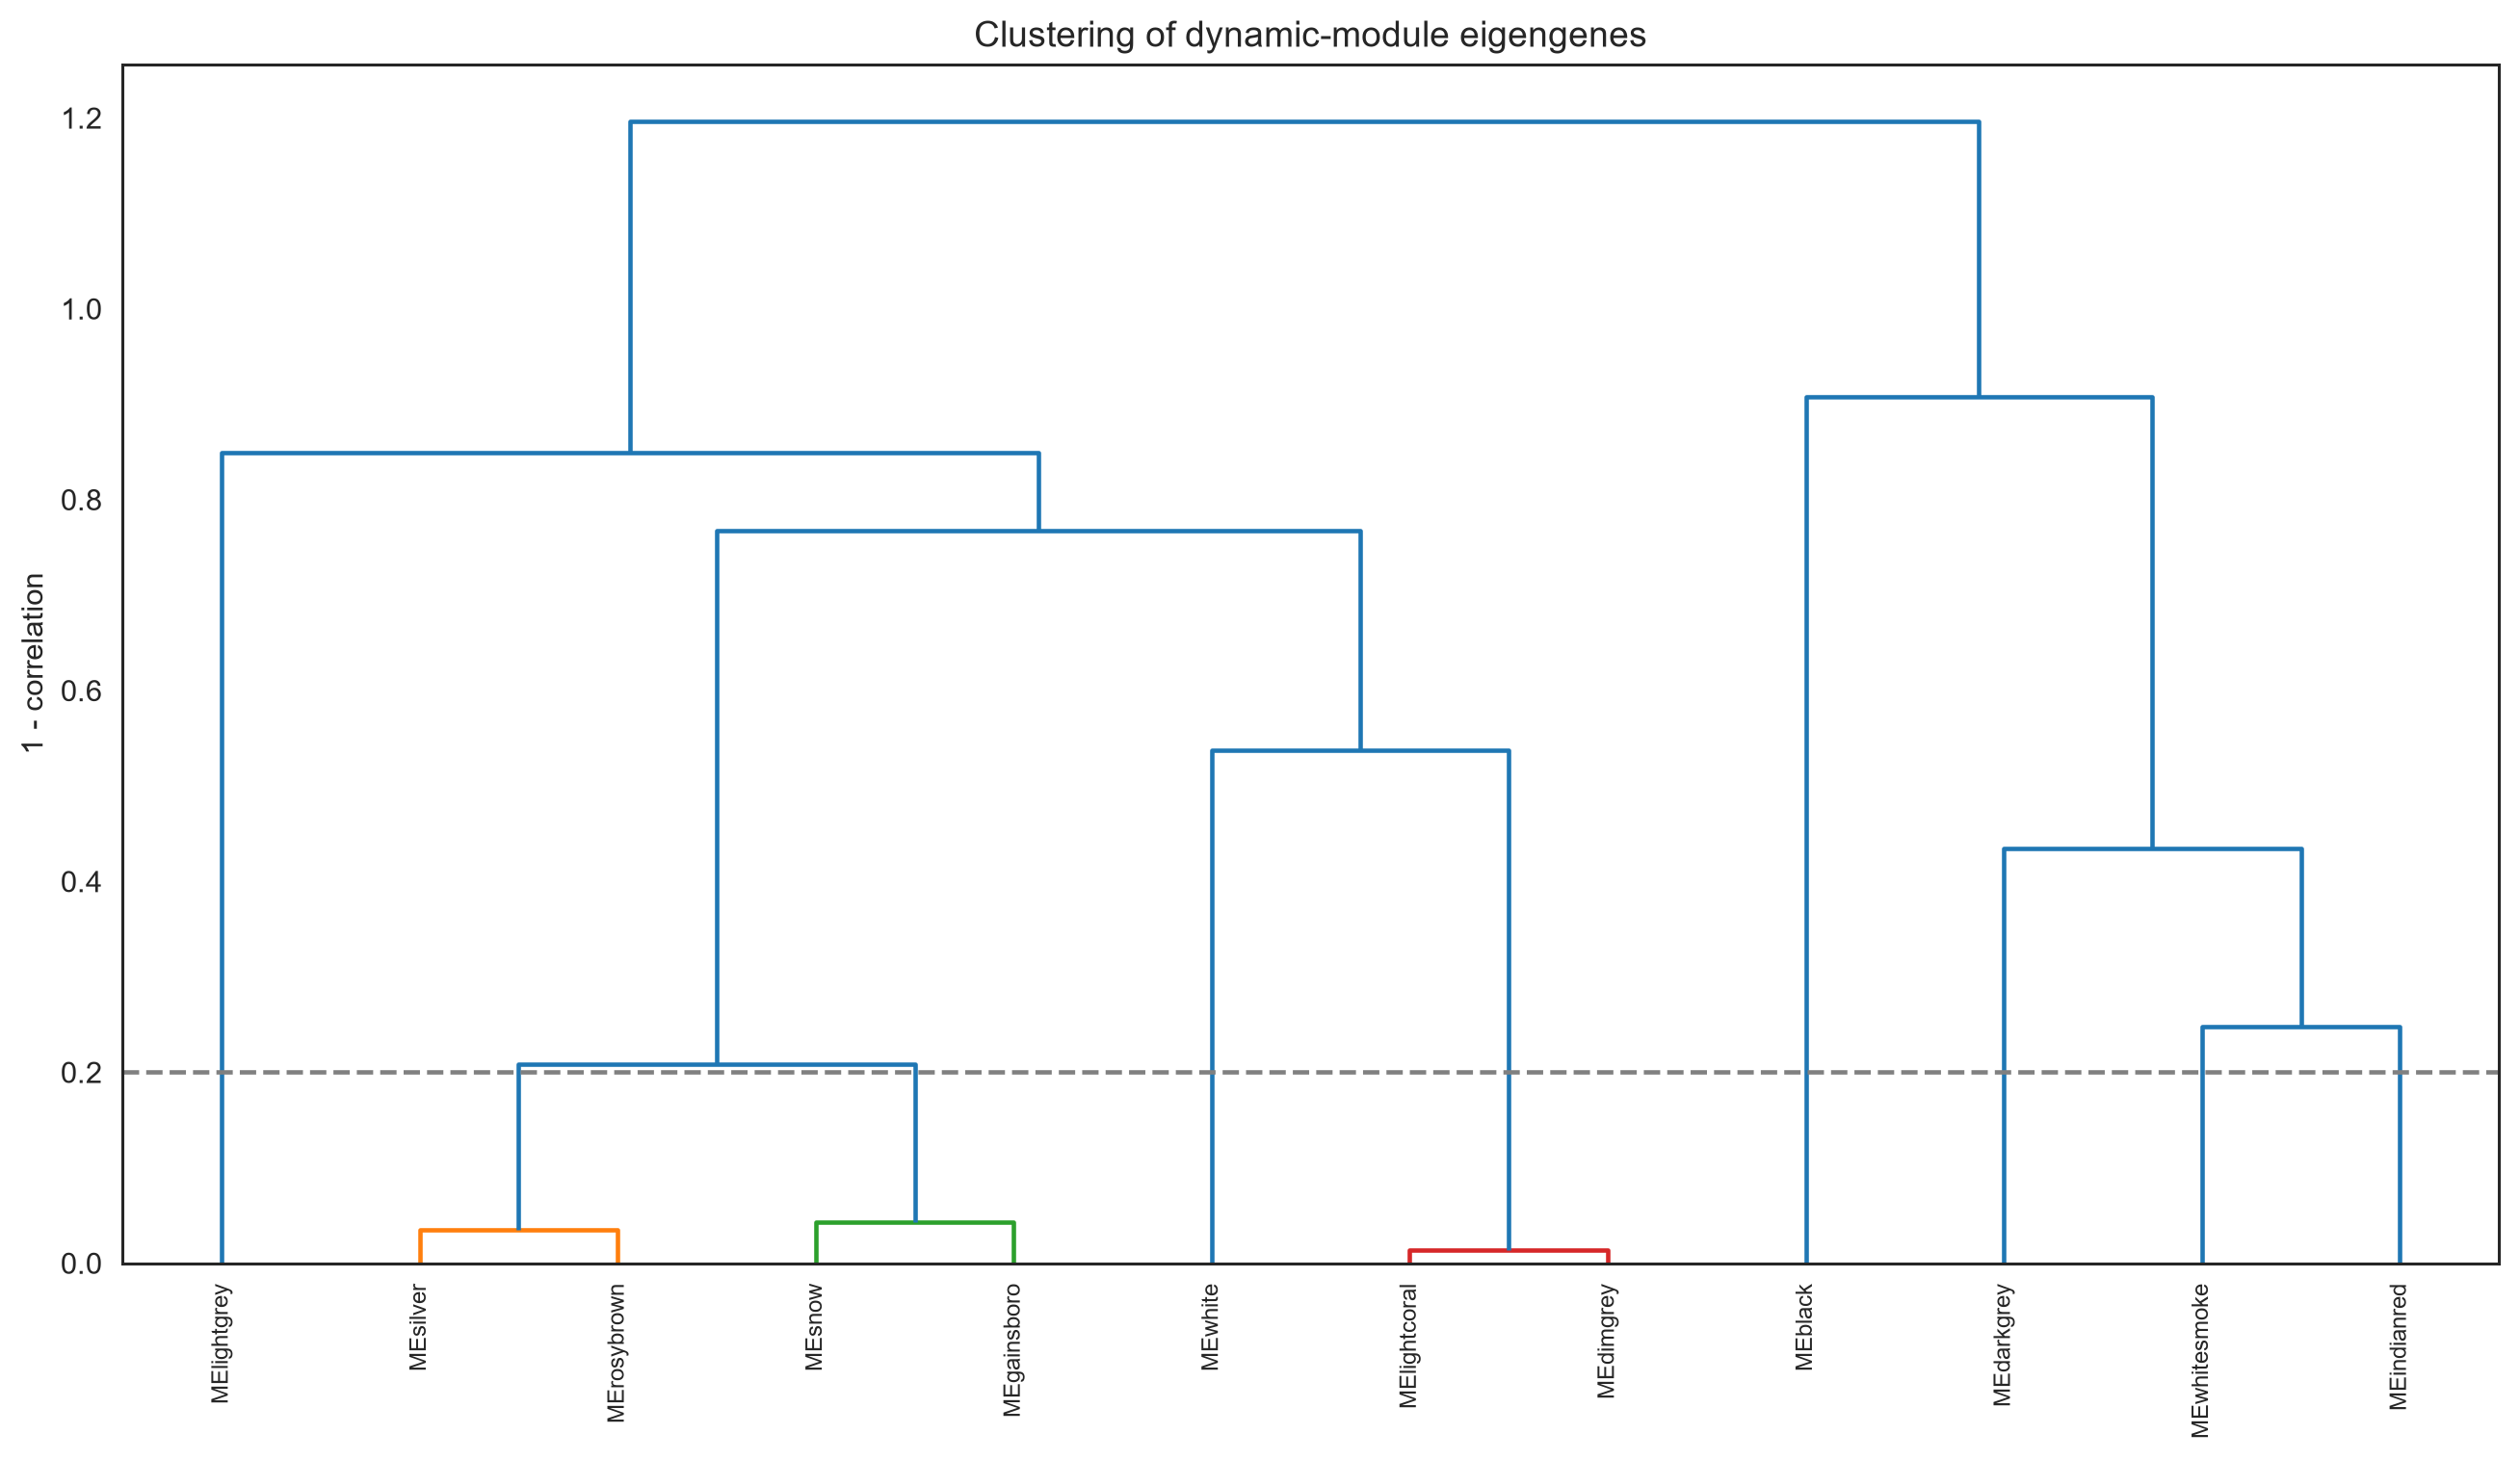 Clustering of dynamic-module eigengenes
1.2
1.0
0.8
0.6
0.4
0.2
0.0
1 - correlation
MElightgrey
MEsilver
MErosybrown
MEsnow
MEgainsboro
MEwhite
MElightcoral
MEdimgrey
MEblack
MEdarkgrey
MEwhitesmoke
MEindianred